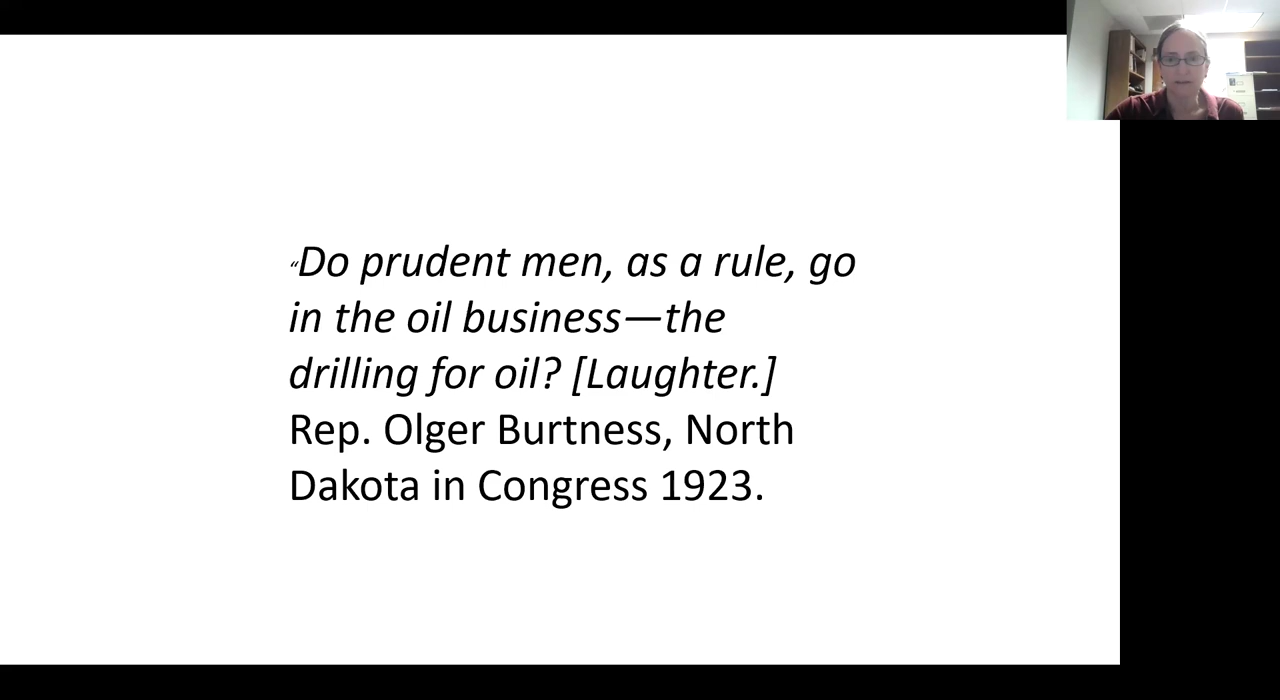 “Do prudent men, as a rule, go
in the oil business—the
drilling for oil? [Laughter.]
Rep. Olger Burtness, North
Dakota in Congress 1923.